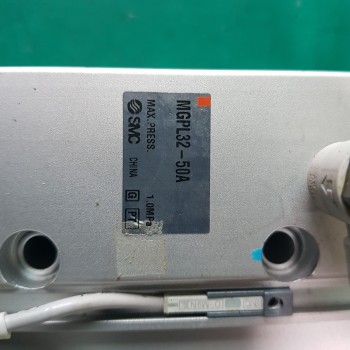 MGPL32-50A
MAX. PRESS. 1.0MPa
SMC CHINA G